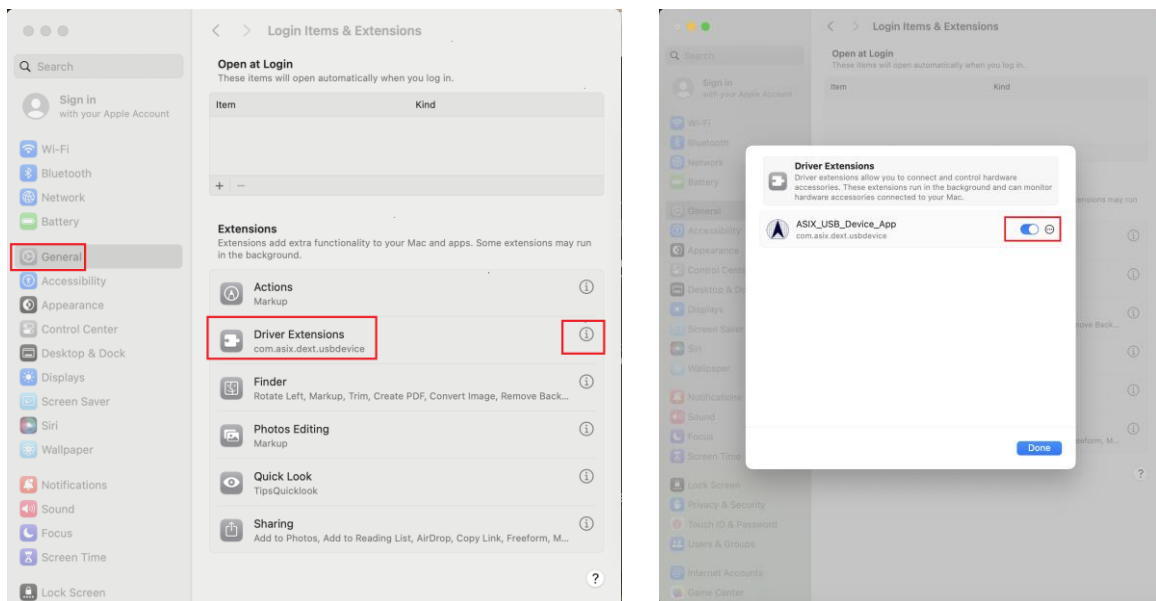 Login Items & Extensions
Search
Sign in
with your Apple Account
Wi-Fi
Bluetooth
Network
Battery
General
Accessibility
Appearance
Control Center
Desktop & Dock
Displays
Screen Saver
Siri
Wallpaper
Notifications
Sound
Focus
Screen Time
Lock Screen
Open at Login
These items will open automatically when you log in.
Item Kind
+ −
Extensions
Extensions add extra functionality to your Mac and apps. Some extensions may run
in the background.
Actions
Markup
Driver Extensions
com.asix.dext.usbdevice
Finder
Rotate Left, Markup, Trim, Create PDF, Convert Image, Remove Back...
Photos Editing
Markup
Quick Look
TipsQuicklook
Sharing
Add to Photos, Add to Reading List, AirDrop, Copy Link, Freeform, M...
?
Login Items & Extensions
Search
Sign in
with your Apple Account
Wi-Fi
Bluetooth
Network
Battery
General
Accessibility
Appearance
Control Cent
Desktop & Do
Displays
Screen Saver
Siri
Wallpaper
Notifications
Sound
Focus
Screen Time
Lock Screen
Privacy & Security
Touch ID & Password
Users & Groups
Internet Accounts
Game Center
Open at Login
These items will open automatically when you log in.
Item Kind
ensions may run
move Back...
eeform, M...
?
Driver Extensions
Driver extensions allow you to connect and control hardware
accessories. These extensions run in the background and can monitor
hardware accessories connected to your Mac.
ASIX_USB_Device_App
com.asix.dext.usbdevice
Done